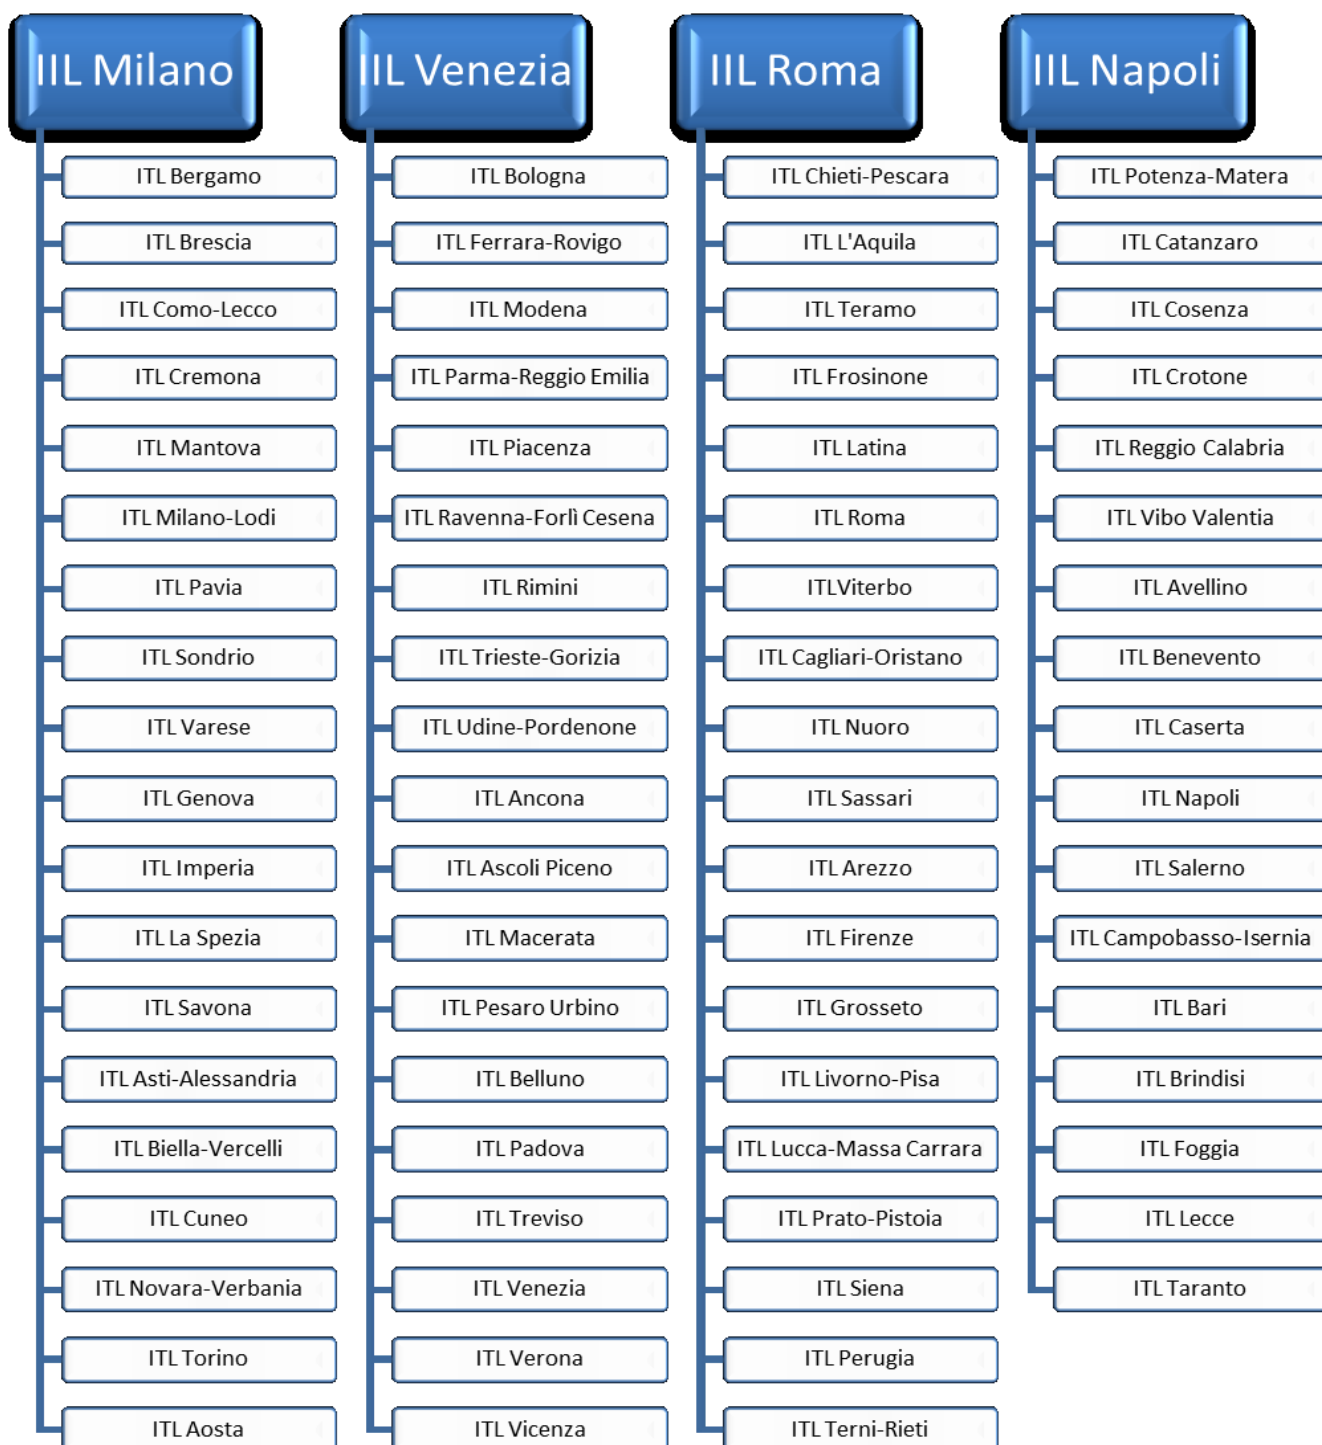 IIL Milano
ITL Bergamo
ITL Brescia
ITL Como-Lecco
ITL Cremona
ITL Mantova
ITL Milano-Lodi
ITL Pavia
ITL Sondrio
ITL Varese
ITL Genova
ITL Imperia
ITL La Spezia
ITL Savona
ITL Asti-Alessandria
ITL Biella-Vercelli
ITL Cuneo
ITL Novara-Verbania
ITL Torino
ITL Aosta
IIL Venezia
ITL Bologna
ITL Ferrara-Rovigo
ITL Modena
ITL Parma-Reggio Emilia
ITL Piacenza
ITL Ravenna-Forlì Cesena
ITL Rimini
ITL Trieste-Gorizia
ITL Udine-Pordenone
ITL Ancona
ITL Ascoli Piceno
ITL Macerata
ITL Pesaro Urbino
ITL Belluno
ITL Padova
ITL Treviso
ITL Venezia
ITL Verona
ITL Vicenza
IIL Roma
ITL Chieti-Pescara
ITL L'Aquila
ITL Teramo
ITL Frosinone
ITL Latina
ITL Roma
ITLViterbo
ITL Cagliari-Oristano
ITL Nuoro
ITL Sassari
ITL Arezzo
ITL Firenze
ITL Grosseto
ITL Livorno-Pisa
ITL Lucca-Massa Carrara
ITL Prato-Pistoia
ITL Siena
ITL Perugia
ITL Terni-Rieti
IIL Napoli
ITL Potenza-Matera
ITL Catanzaro
ITL Cosenza
ITL Crotone
ITL Reggio Calabria
ITL Vibo Valentia
ITL Avellino
ITL Benevento
ITL Caserta
ITL Napoli
ITL Salerno
ITL Campobasso-Isernia
ITL Bari
ITL Brindisi
ITL Foggia
ITL Lecce
ITL Taranto